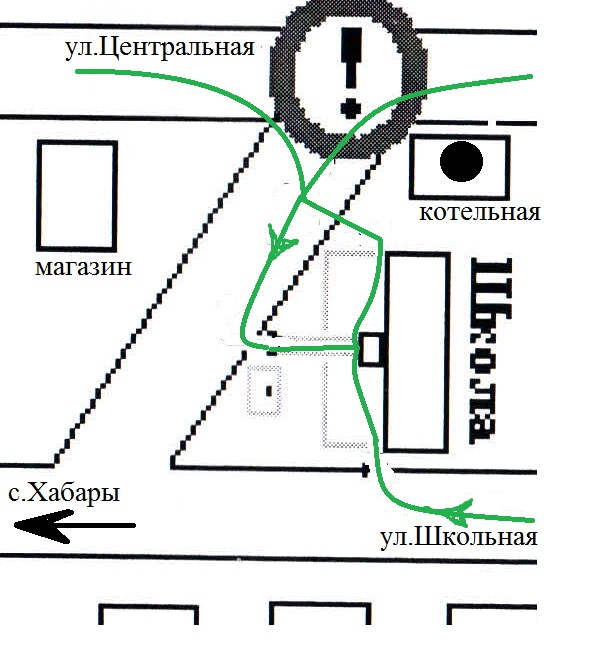 ул.Центральная
!
котельная
магазин
Школа
с.Хабары
ул.Школьная